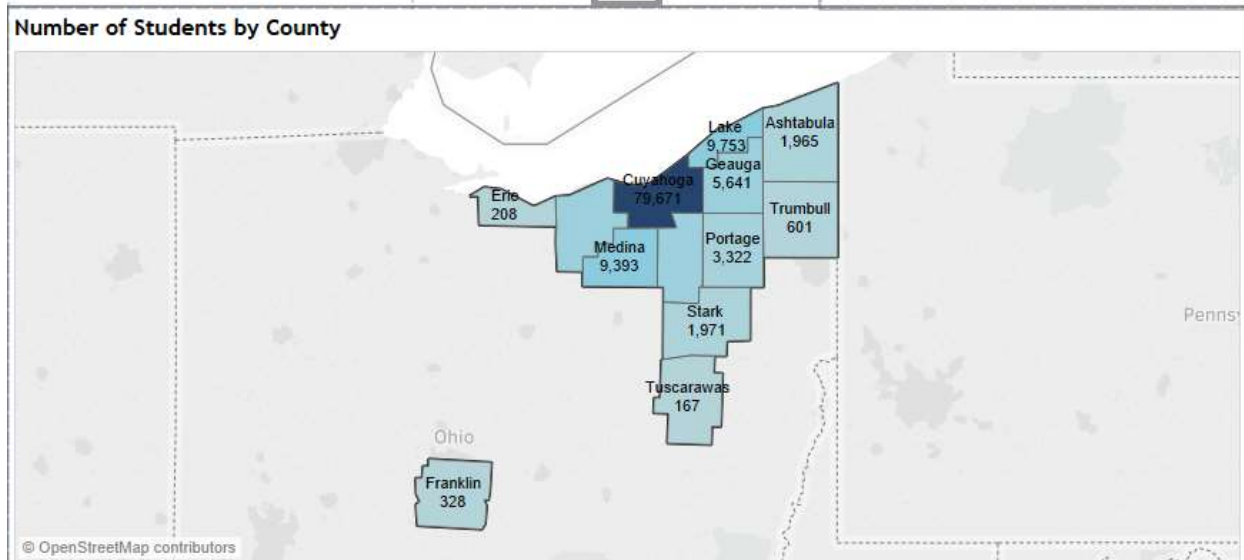 Number of Students by County
Lake
9,753
Ashtabula
1,965
Geauga
5,641
Cuyahoga
79,671
Erie
208
Trumbull
601
Medina
9,393
Portage
3,322
Stark
1,971
Pennsy
Tuscarawas
167
Ohio
Franklin
328
© OpenStreetMap contributors